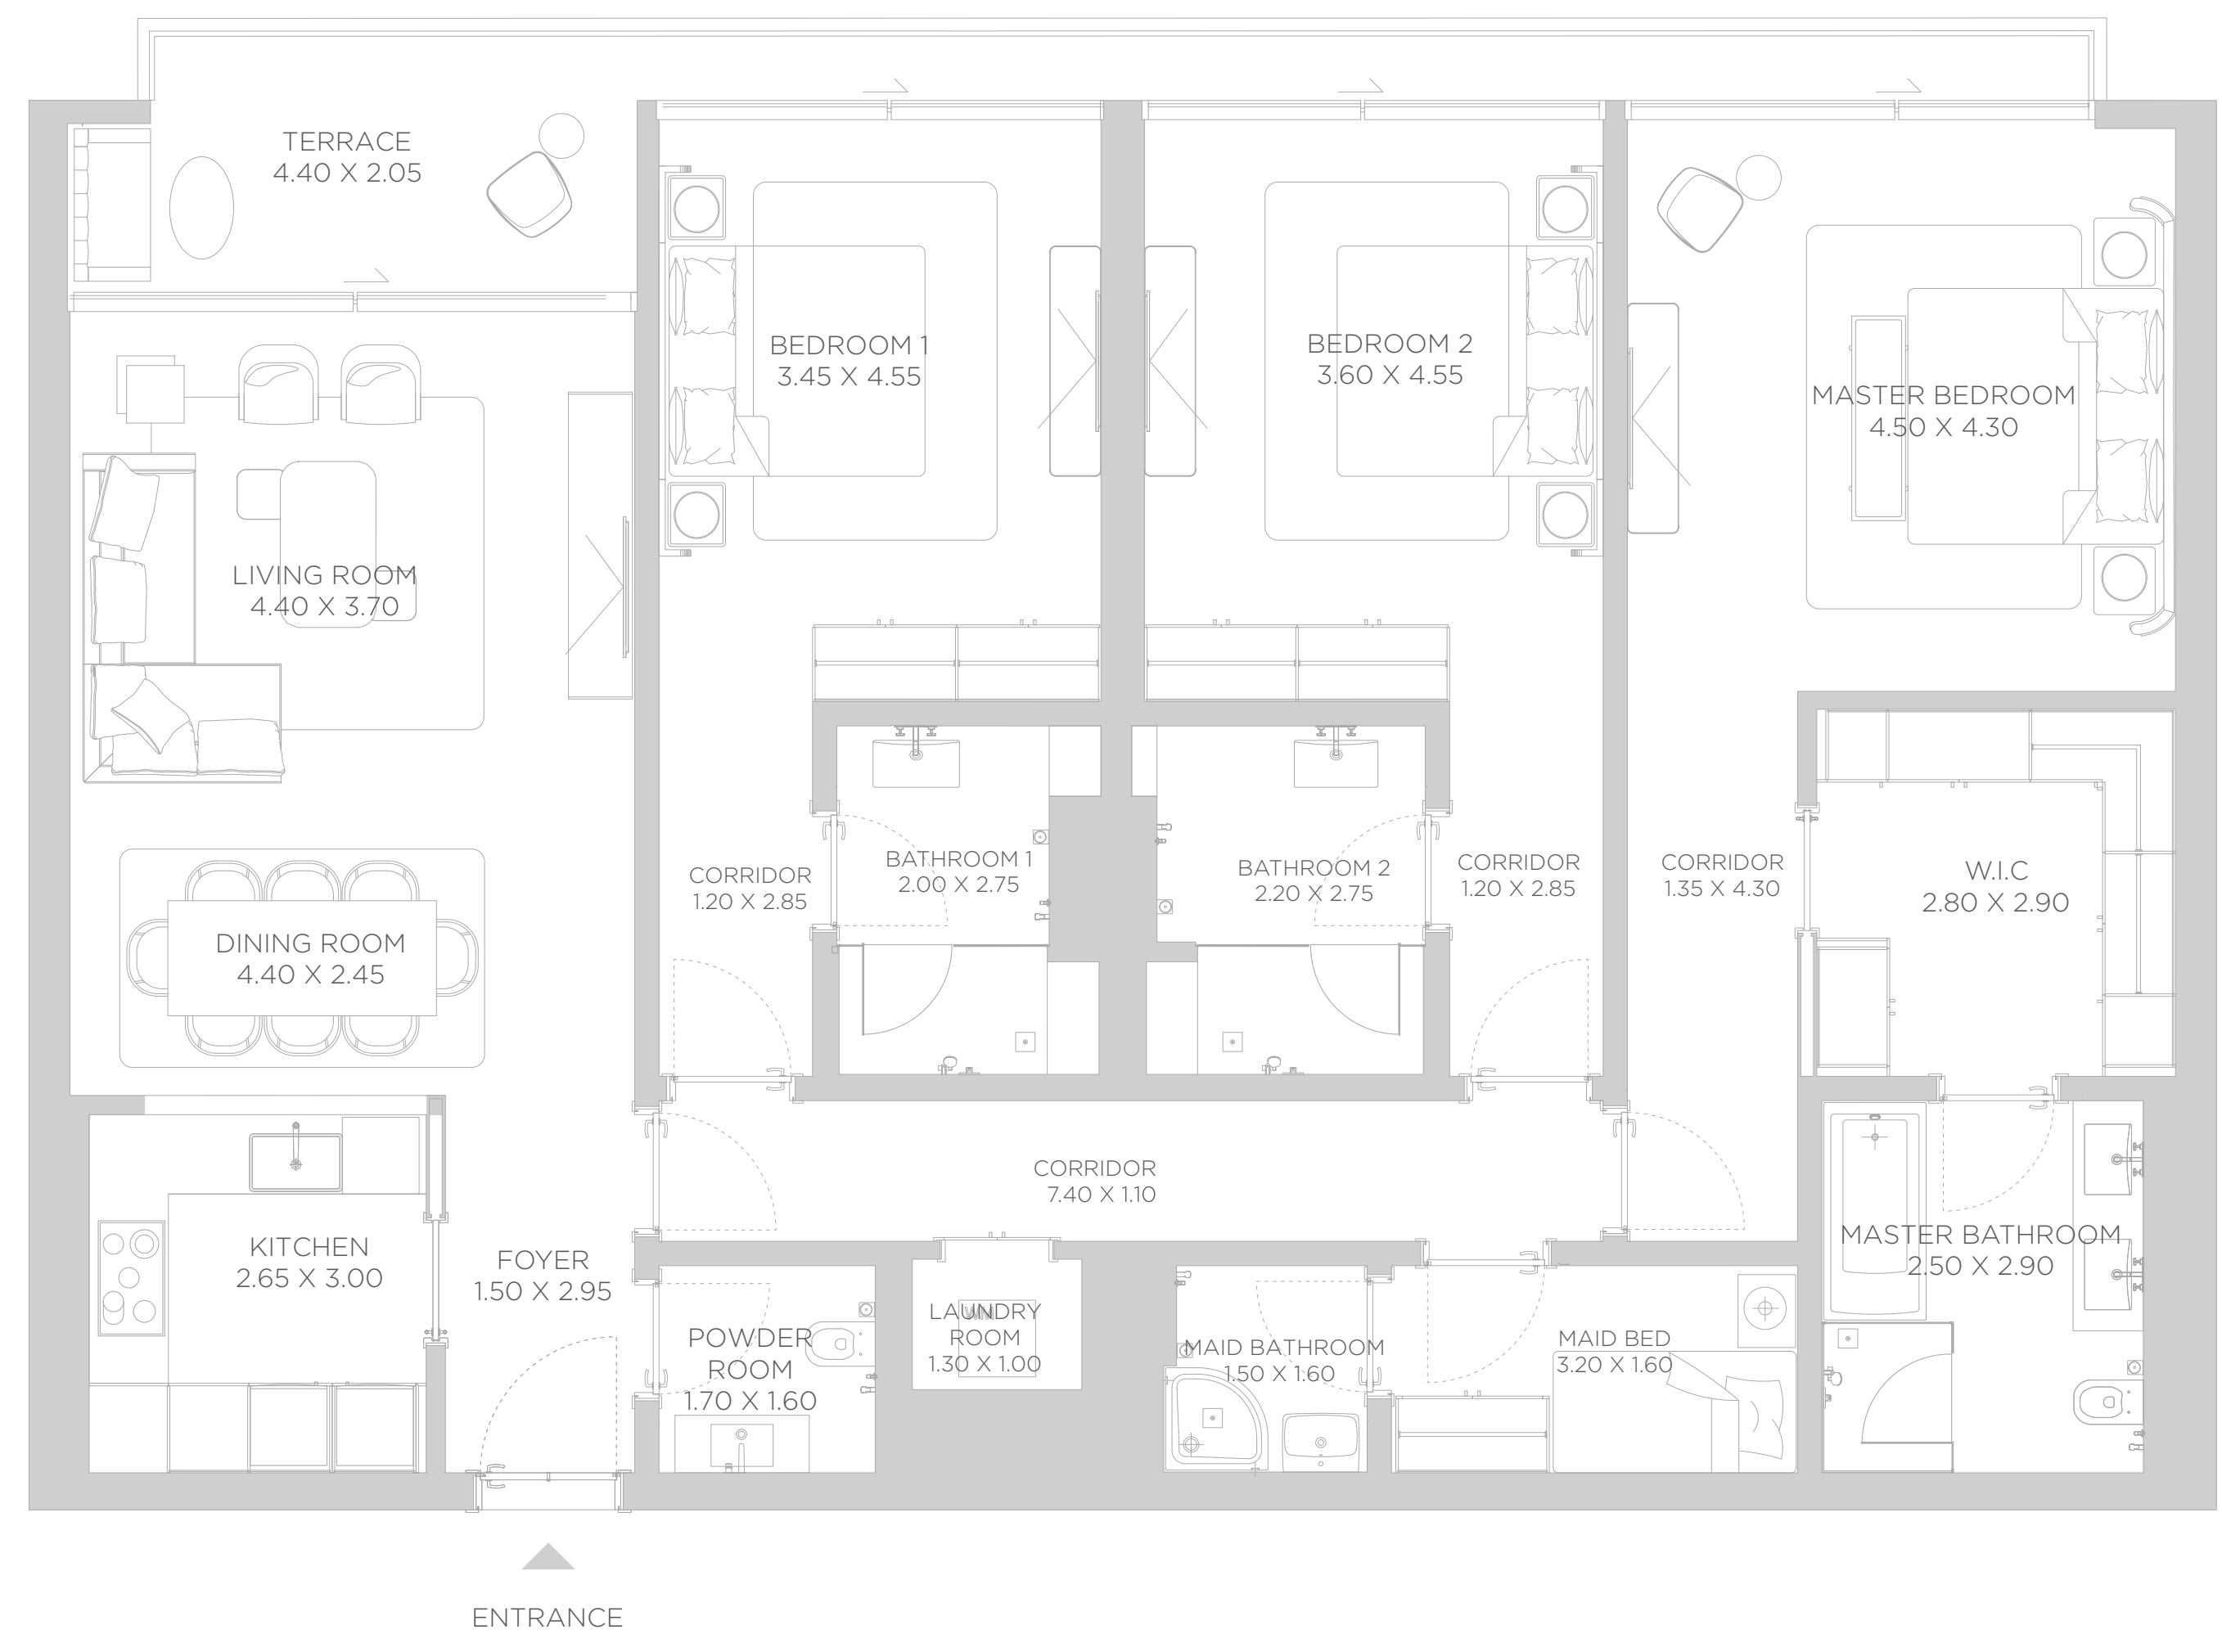 TERRACE
4.40 X 2.05
BEDROOM 1
3.45 X 4.55
BEDROOM 2
3.60 X 4.55
MASTER BEDROOM
4.50 X 4.30
LIVING ROOM
4.40 X 3.70
CORRIDOR
1.20 X 2.85
BATHROOM 1
2.00 X 2.75
BATHROOM 2
2.20 X 2.75
CORRIDOR
1.20 X 2.85
CORRIDOR
1.35 X 4.30
W.I.C
2.80 X 2.90
DINING ROOM
4.40 X 2.45
CORRIDOR
7.40 X 1.10
KITCHEN
2.65 X 3.00
FOYER
1.50 X 2.95
MASTER BATHROOM
2.50 X 2.90
POWDER
ROOM
1.70 X 1.60
LAUNDRY
ROOM
1.30 X 1.00
MAID BATHROOM
1.50 X 1.60
MAID BED
3.20 X 1.60
ENTRANCE